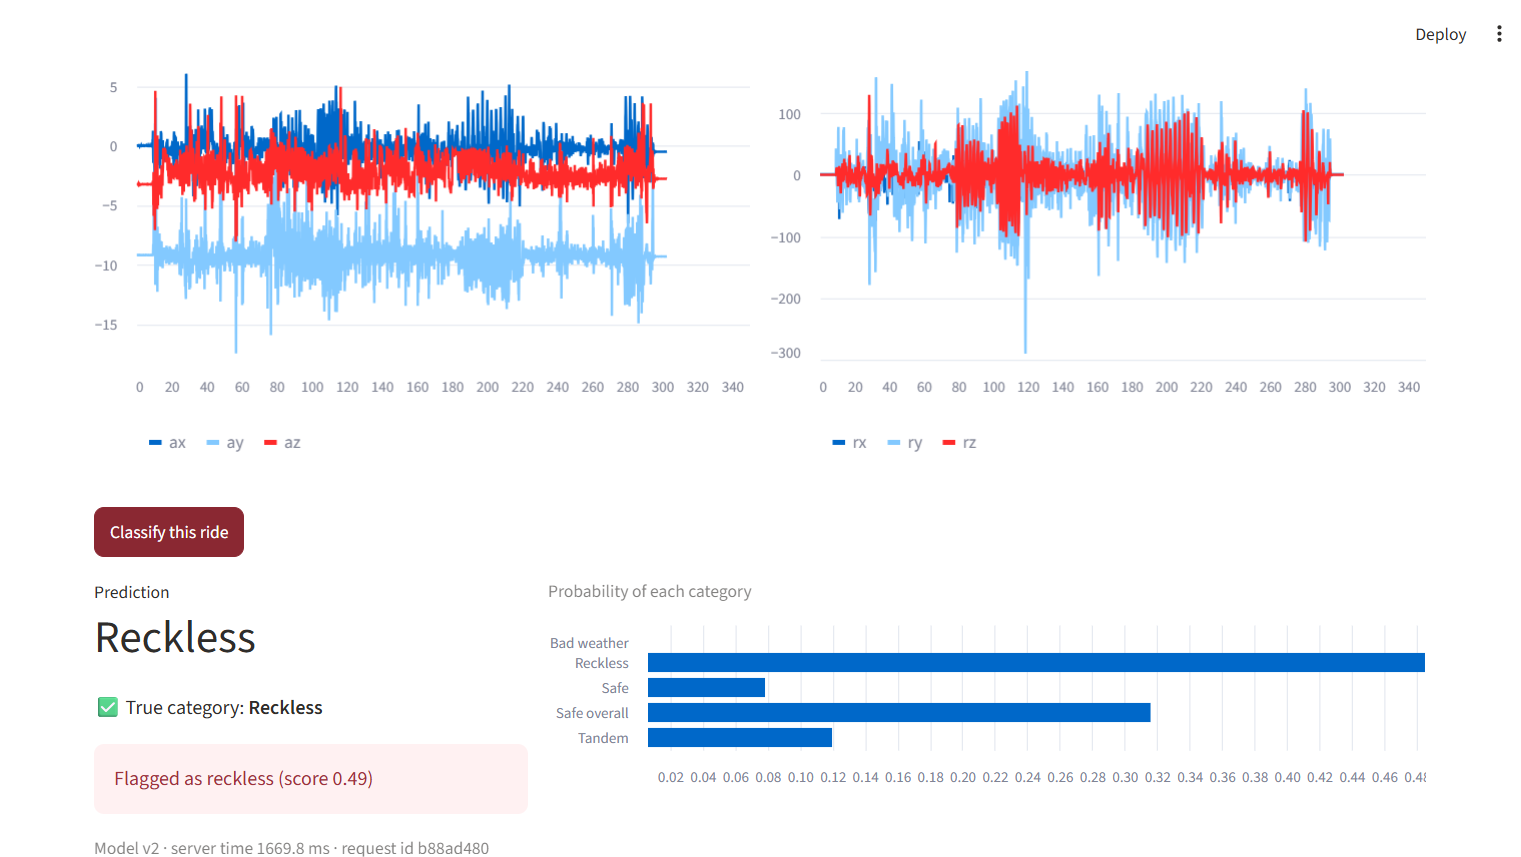 Deploy
5
0
−5
−10
−15
0 20 40 60 80 100 120 140 160 180 200 220 240 260 280 300 320 340
ax ay az
100
0
−100
−200
−300
0 20 40 60 80 100 120 140 160 180 200 220 240 260 280 300 320 340
rx ry rz
Classify this ride
Prediction
Reckless
True category: Reckless
Flagged as reckless (score 0.49)
Model v2 · server time 1669.8 ms · request id b88ad480
Probability of each category
Bad weather
Reckless
Safe
Safe overall
Tandem
0.02 0.04 0.06 0.08 0.10 0.12 0.14 0.16 0.18 0.20 0.22 0.24 0.26 0.28 0.30 0.32 0.34 0.36 0.38 0.40 0.42 0.44 0.46